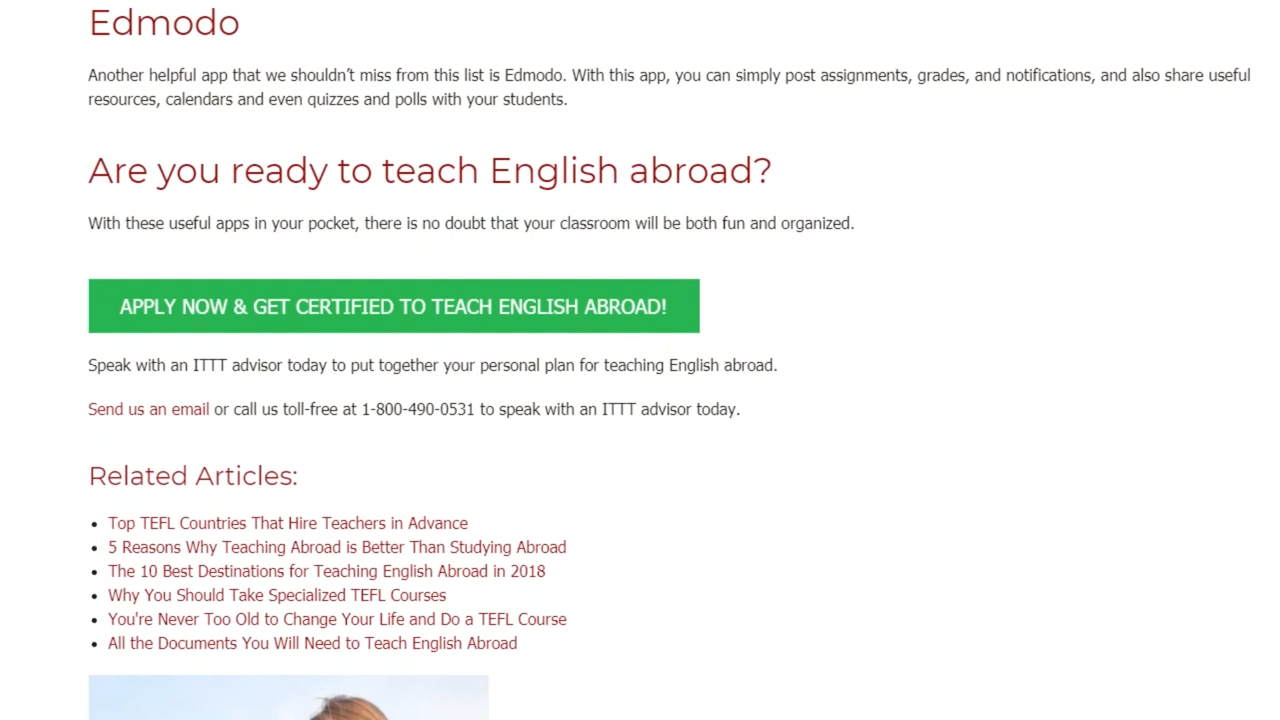 Edmodo
Another helpful app that we shouldn’t miss from this list is Edmodo. With this app, you can simply post assignments, grades, and notifications, and also share useful
resources, calendars and even quizzes and polls with your students.
Are you ready to teach English abroad?
With these useful apps in your pocket, there is no doubt that your classroom will be both fun and organized.
APPLY NOW & GET CERTIFIED TO TEACH ENGLISH ABROAD!
Speak with an ITTT advisor today to put together your personal plan for teaching English abroad.
Send us an email or call us toll-free at 1-800-490-0531 to speak with an ITTT advisor today.
Related Articles:
Top TEFL Countries That Hire Teachers in Advance
5 Reasons Why Teaching Abroad is Better Than Studying Abroad
The 10 Best Destinations for Teaching English Abroad in 2018
Why You Should Take Specialized TEFL Courses
You're Never Too Old to Change Your Life and Do a TEFL Course
All the Documents You Will Need to Teach English Abroad